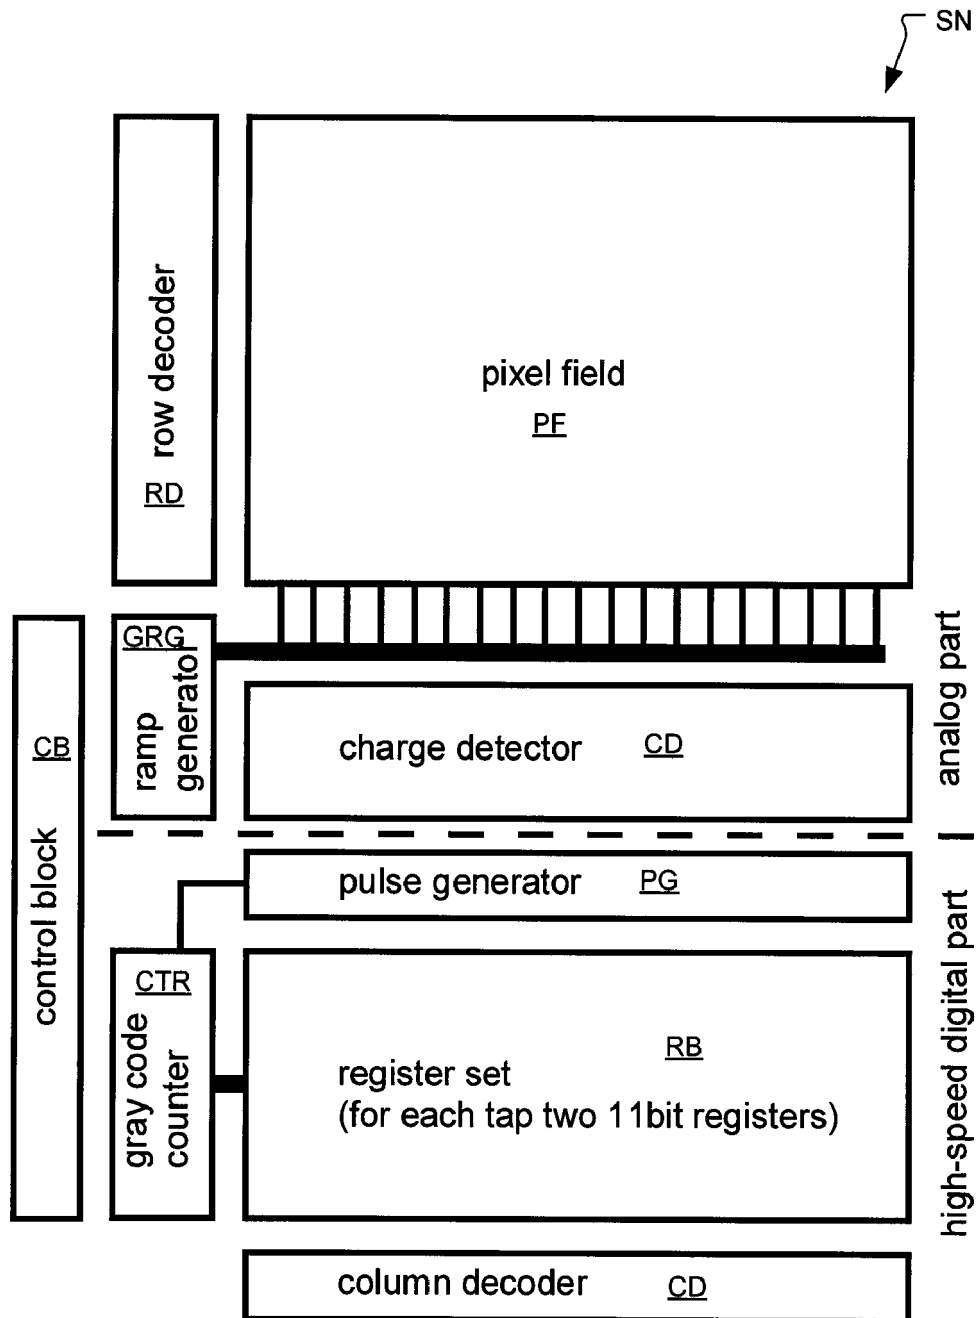 SN
row decoder
RD
pixel field
PF
GRG
ramp
generator
charge detector CD
analog part
CB
control block
pulse generator PG
CTR
gray code
counter
RB
register set
(for each tap two 11bit registers)
high-speed digital part
column decoder CD